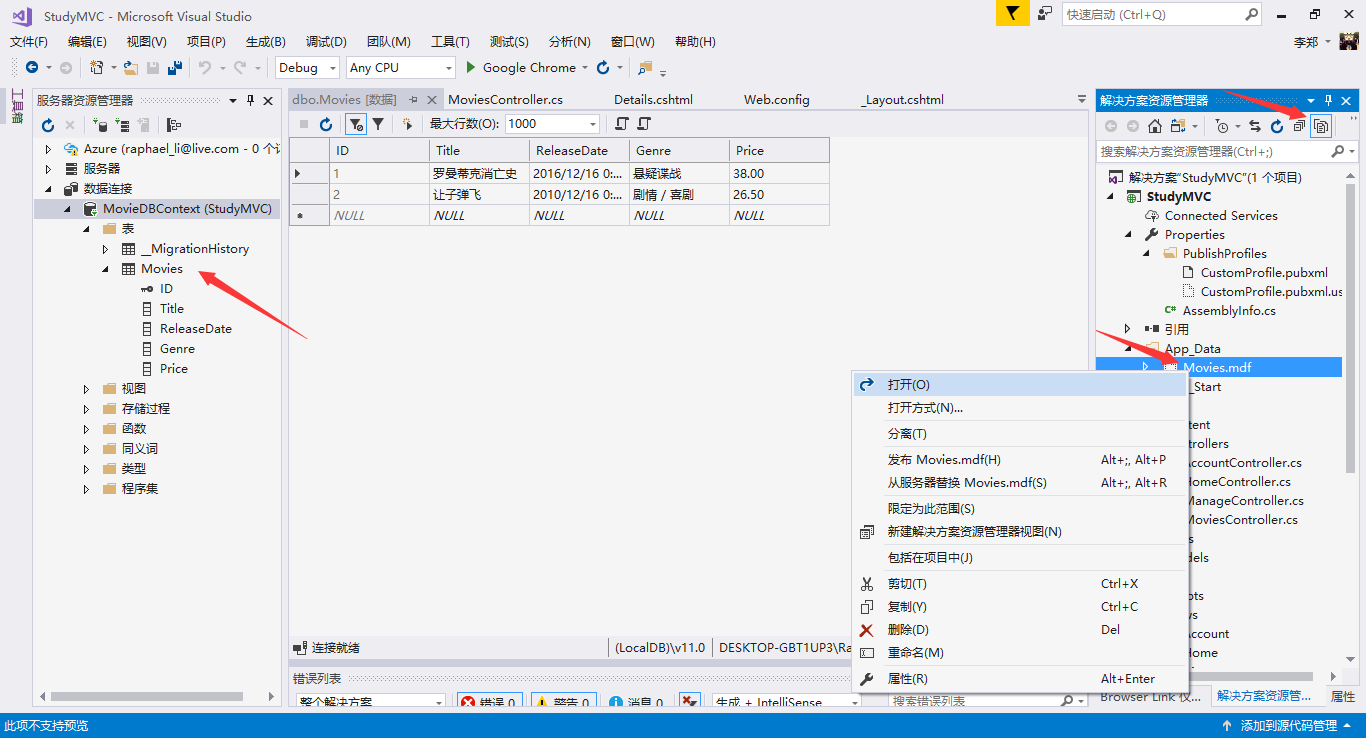 StudyMVC - Microsoft Visual Studio
快速启动 (Ctrl+Q)
文件(F) 编辑(E) 视图(V) 项目(P) 生成(B) 调试(D) 团队(M) 工具(T) 测试(S) 分析(N) 窗口(W) 帮助(H)
李郑
Debug Any CPU Google Chrome
工具箱
服务器资源管理器
Azure (raphael_li@live.com - 0 个
服务器
数据连接
MovieDBContext (StudyMVC)
表
__MigrationHistory
Movies
ID
Title
ReleaseDate
Genre
Price
视图
存储过程
函数
同义词
类型
程序集
dbo.Movies [数据] MoviesController.cs Details.cshtml Web.config _Layout.cshtml
最大行数(O): 1000
ID Title ReleaseDate Genre Price
1 罗曼蒂克消亡史 2016/12/16 0:... 悬疑谍战 38.00
2 让子弹飞 2010/12/16 0:... 剧情 / 喜剧 26.50
NULL NULL NULL NULL NULL
连接就绪 (LocalDB)\v11.0 DESKTOP-GBT1UP3\Ra
错误列表
整个解决方案 错误 0 警告 0 消息 0 生成 + IntelliSense 搜索错误列表
解决方案资源管理器
搜索解决方案资源管理器(Ctrl+;)
解决方案"StudyMVC"(1 个项目)
StudyMVC
Connected Services
Properties
PublishProfiles
CustomProfile.pubxml
CustomProfile.pubxml.us
AssemblyInfo.cs
引用
App_Data
Movies.mdf
_Start
tent
trollers
AccountController.cs
HomeController.cs
ManageController.cs
MoviesController.cs
s
dels
pts
ws
Account
Home
打开(O)
打开方式(N)...
分离(T)
发布 Movies.mdf(H) Alt+;, Alt+P
从服务器替换 Movies.mdf(S) Alt+;, Alt+R
限定为此范围(S)
新建解决方案资源管理器视图(N)
包括在项目中(J)
剪切(T) Ctrl+X
复制(Y) Ctrl+C
删除(D) Del
重命名(M)
属性(R) Alt+Enter
Browser Link 仪... 解决方案资源管... 属性
此项不支持预览
添加到源代码管理